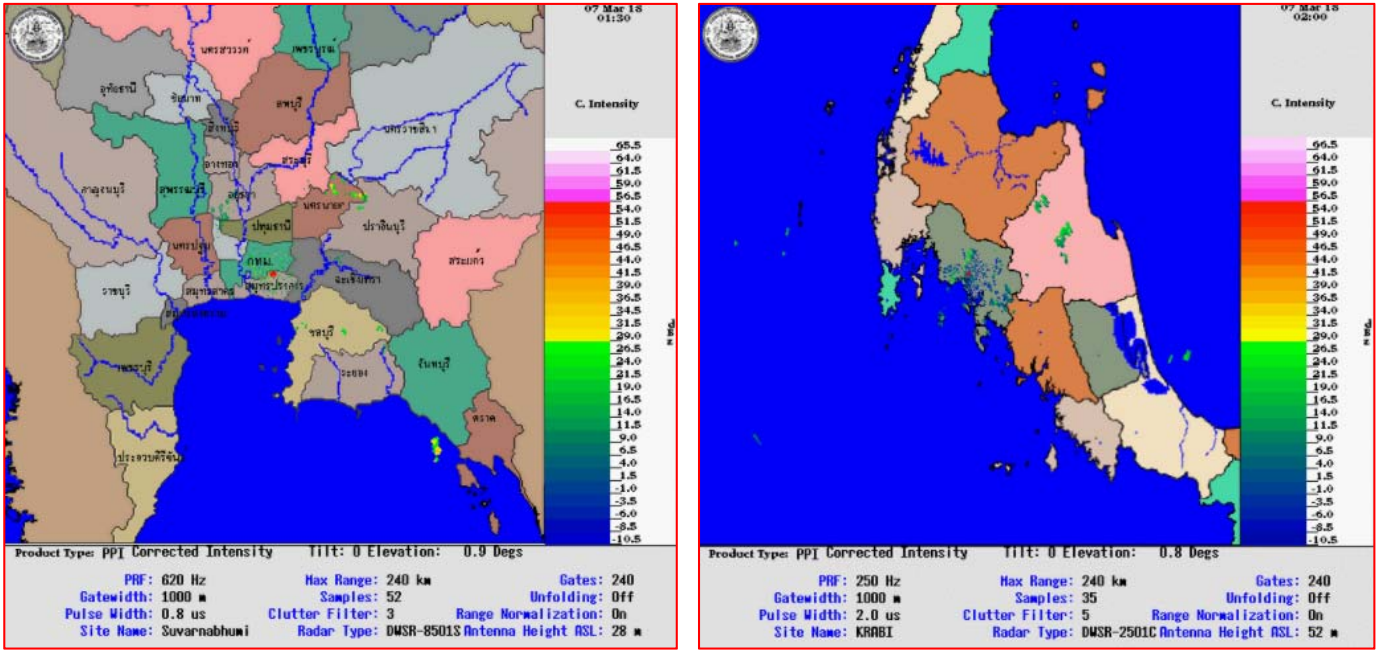 07 Mar 18
01:30
C. Intensity
นครสวรรค์
เพชรบูรณ์
อุทัยธานี
ชัยนาท
ลพบุรี
สิงหบุรี
นครราชสีมา
อ่างทอง
สระบุรี
กาญจนบุรี
สุพรรณบุรี
อยุธยา
นครนายก
ปราจีนบุรี
ปทุมธานี
นครปฐม
กทม.
สระแก้ว
ฉะเชิงเทรา
ราชบุรี
สมุทรสาคร
สมุทรปราการ
ชลบุรี
เพชรบุรี
ระยอง
จันทบุรี
ตราด
ประจวบคีรีขันธ์
65.5
64.0
61.5
59.0
56.5
54.0
51.5
49.0
46.5
44.0
41.5
39.0
36.5
34.0
31.5
29.0
26.5
24.0
21.5
19.0
16.5
14.0
11.5
9.0
6.5
4.0
1.5
-1.0
-3.5
-6.0
-8.5
-10.5
Product Type: PPI Corrected Intensity Tilt: 0 Elevation: 0.9 Degs
PRF: 620 Hz Max Range: 240 km Gates: 240
Gatewidth: 1000 m Samples: 52 Unfolding: Off
Pulse Width: 0.8 us Clutter Filter: 3 Range Normalization: On
Site Name: Suvarnabhumi Radar Type: DWSR-8501S Antenna Height ASL: 28 m
07 Mar 18
02:00
C. Intensity
66.5
64.0
61.5
59.0
56.5
54.0
51.5
49.0
46.5
44.0
41.5
39.0
36.5
34.0
31.5
29.0
26.5
24.0
21.5
19.0
16.5
14.0
11.5
9.0
6.5
4.0
1.5
-1.0
-3.5
-6.0
-8.5
-10.5
Product Type: PPI Corrected Intensity Tilt: 0 Elevation: 0.8 Degs
PRF: 250 Hz Max Range: 240 km Gates: 240
Gatewidth: 1000 m Samples: 35 Unfolding: Off
Pulse Width: 2.0 us Clutter Filter: 5 Range Normalization: On
Site Name: KRABI Radar Type: DWSR-2501C Antenna Height ASL: 52 m